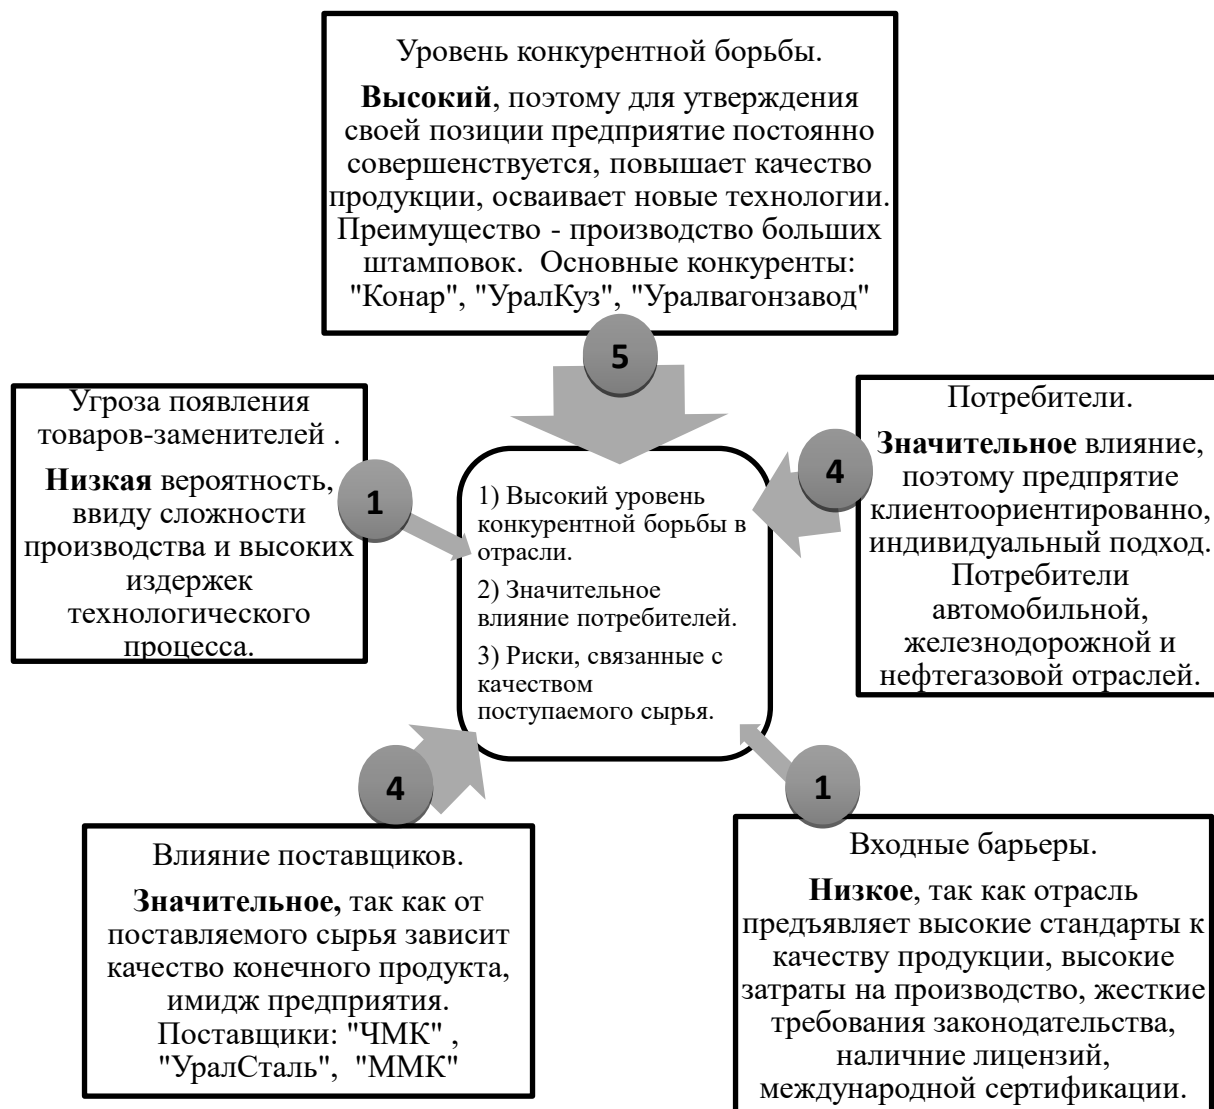 Уровень конкурентной борьбы.
Высокий, поэтому для утверждения
своей позиции предприятие постоянно
совершенствуется, повышает качество
продукции, осваивает новые технологии.
Преимущество - производство больших
штамповок. Основные конкуренты:
"Конар", "УралКуз", "Уралвагонзавод"
5
Угроза появления
товаров-заменителей .
Низкая вероятность,
ввиду сложности
производства и высоких
издержек
технологического
процесса.
1
1) Высокий уровень
конкурентной борьбы в
отрасли.
2) Значительное
влияние потребителей.
3) Риски, связанные с
качеством
поступаемого сырья.
4
Потребители.
Значительное влияние,
поэтому предпрятие
клиентоориентированно,
индивидуальный подход.
Потребители
автомобильной,
железнодорожной и
нефтегазовой отраслей.
4
Влияние поставщиков.
Значительное, так как от
поставляемого сырья зависит
качество конечного продукта,
имидж предприятия.
Поставщики: "ЧМК" ,
"УралСталь", "ММК"
1
Входные барьеры.
Низкое, так как отрасль
предъявляет высокие стандарты к
качеству продукции, высокие
затраты на производство, жесткие
требования законодательства,
наличние лицензий,
международной сертификации.